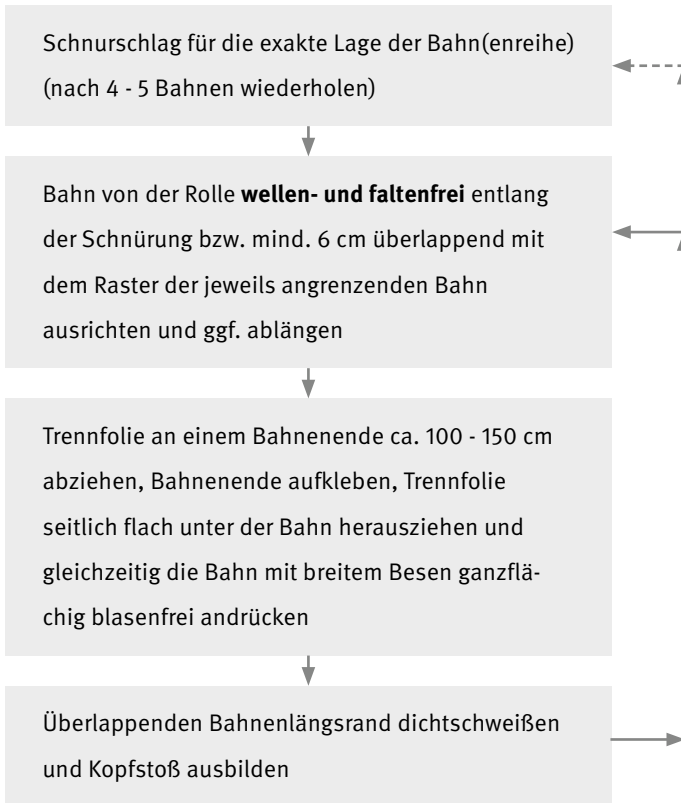 Schnurschlag für die exakte Lage der Bahn(enreihe)
(nach 4 - 5 Bahnen wiederholen)
Bahn von der Rolle wellen- und faltenfrei entlang
der Schnürung bzw. mind. 6 cm überlappend mit
dem Raster der jeweils angrenzenden Bahn
ausrichten und ggf. ablängen
Trennfolie an einem Bahnenende ca. 100 - 150 cm
abziehen, Bahnenende aufkleben, Trennfolie
seitlich flach unter der Bahn herausziehen und
gleichzeitig die Bahn mit breitem Besen ganzflä-
chig blasenfrei andrücken
Überlappenden Bahnenlängsrand dichtschweißen
und Kopfstoß ausbilden